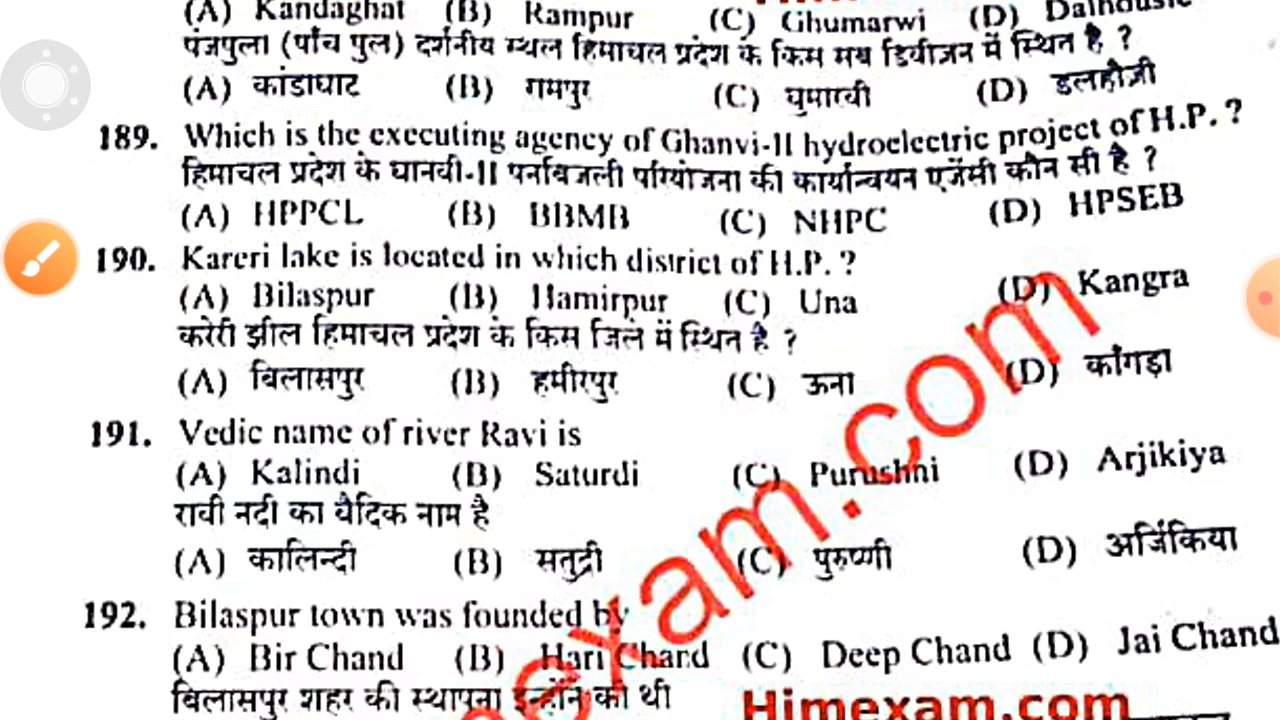 (A) Kandaghat (B) Rampur (C) Ghumarwi (D) Dalhousie
पंजपुला (पाँच पुल) दर्शनीय स्थल हिमाचल प्रदेश के किस सब डिवीजन में स्थित है ?
(A) कांडाघाट (B) रामपुर (C) घुमारवी (D) डलहौज़ी
189. Which is the executing agency of Ghanvi-II hydroelectric project of H.P. ?
हिमाचल प्रदेश के घानवी-II पनबिजली परियोजना की कार्यान्वयन एजेंसी कौन सी है ?
(A) HPPCL (B) BBMB (C) NHPC (D) HPSEB
190. Kareri lake is located in which district of H.P. ?
(A) Bilaspur (B) Hamirpur (C) Una (D) Kangra
करेरी झील हिमाचल प्रदेश के किस जिले में स्थित है ?
(A) बिलासपुर (B) हमीरपुर (C) ऊना (D) काँगड़ा
191. Vedic name of river Ravi is
(A) Kalindi (B) Saturdi (C) Purushni (D) Arjikiya
रावी नदी का वैदिक नाम है
(A) कालिन्दी (B) सतुद्री (C) पुरुष्णी (D) अर्जिकिया
192. Bilaspur town was founded by
(A) Bir Chand (B) Hari Chand (C) Deep Chand (D) Jai Chand
बिलासपुर शहर की स्थापना इन्होंने की थी
Himexam.com